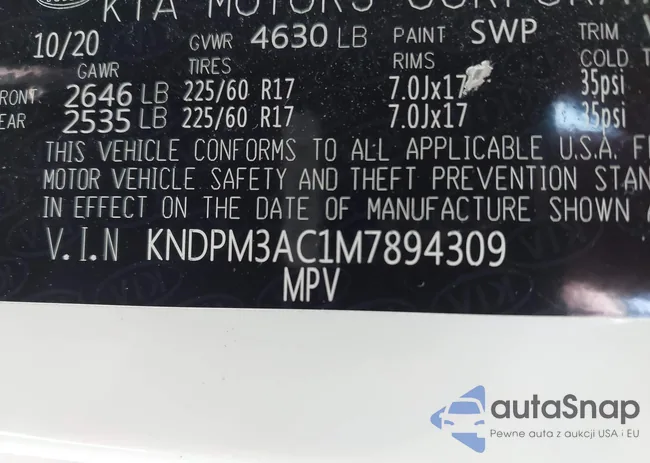 KIA MOTORS CORPORA
10/20 GVWR 4630 LB PAINT SWP TRIM
GAWR TIRES RIMS COLD
FRONT 2646 LB 225/60 R17 7.0Jx17 35psi
EAR 2535 LB 225/60 R17 7.0Jx17 35psi
THIS VEHICLE CONFORMS TO ALL APPLICABLE U.S.A. FE
MOTOR VEHICLE SAFETY AND THEFT PREVENTION STAN
IN EFFECT ON THE DATE OF MANUFACTURE SHOWN
V.I.N KNDPM3AC1M7894309
MPV
autaSnap
Pewne auta z aukcji USA i EU